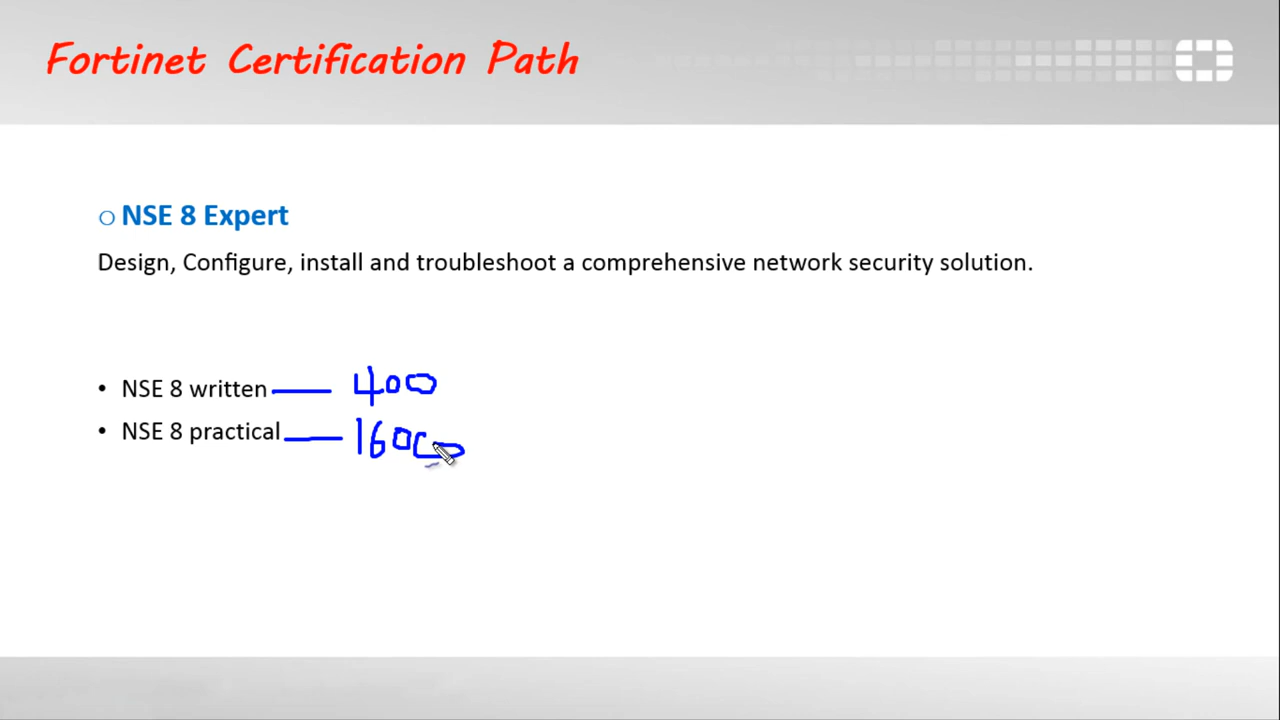 Fortinet Certification Path
○ NSE 8 Expert
Design, Configure, install and troubleshoot a comprehensive network security solution.
• NSE 8 written — 400
• NSE 8 practical —